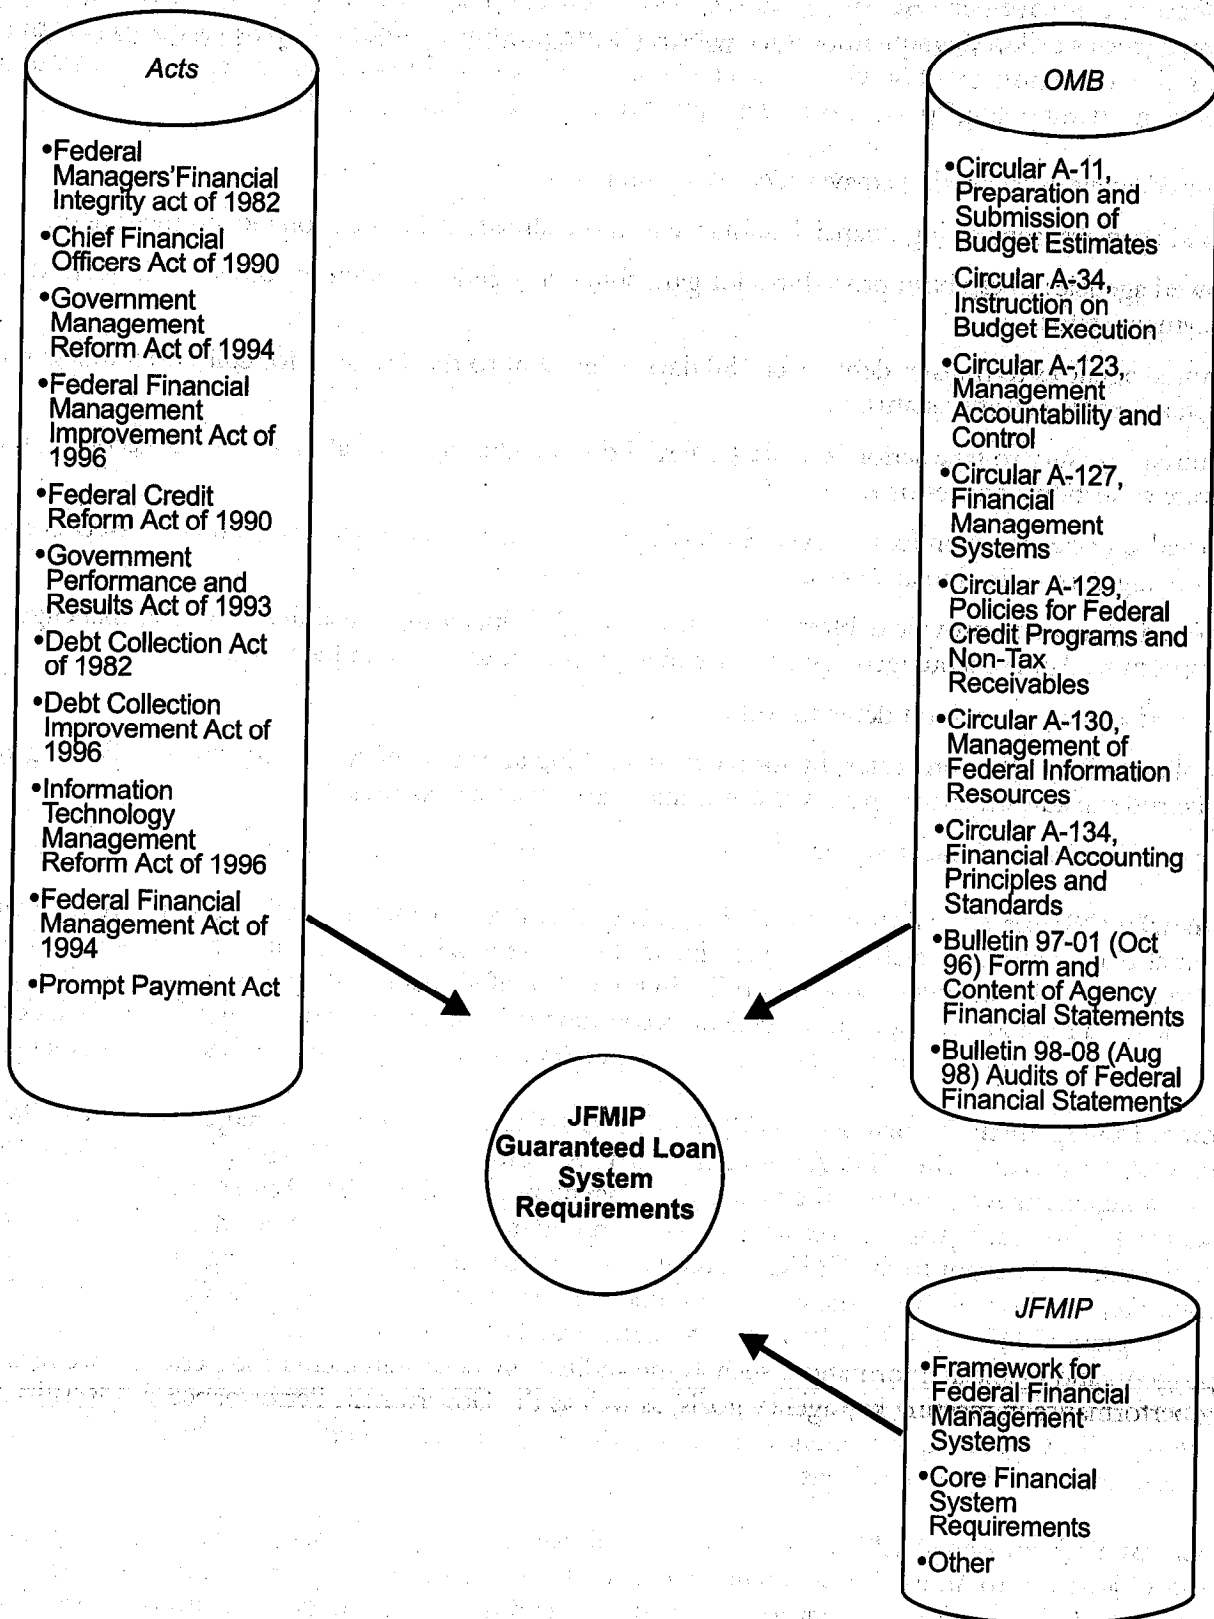 Acts
•Federal
Managers'Financial
Integrity act of 1982
•Chief Financial
Officers Act of 1990
•Government
Management
Reform Act of 1994
•Federal Financial
Management
Improvement Act of
1996
•Federal Credit
Reform Act of 1990
•Government
Performance and
Results Act of 1993
•Debt Collection Act
of 1982
•Debt Collection
Improvement Act of
1996
•Information
Technology
Management
Reform Act of 1996
•Federal Financial
Management Act of
1994
•Prompt Payment Act
OMB
•Circular A-11,
Preparation and
Submission of
Budget Estimates
Circular A-34,
Instruction on
Budget Execution
•Circular A-123,
Management
Accountability and
Control
•Circular A-127,
Financial
Management
Systems
•Circular A-129,
Policies for Federal
Credit Programs and
Non-Tax
Receivables
•Circular A-130,
Management of
Federal Information
Resources
•Circular A-134,
Financial Accounting
Principles and
Standards
•Bulletin 97-01 (Oct
96) Form and
Content of Agency
Financial Statements
•Bulletin 98-08 (Aug
98) Audits of Federal
Financial Statements
JFMIP
Guaranteed Loan
System
Requirements
JFMIP
•Framework for
Federal Financial
Management
Systems
•Core Financial
System
Requirements
•Other